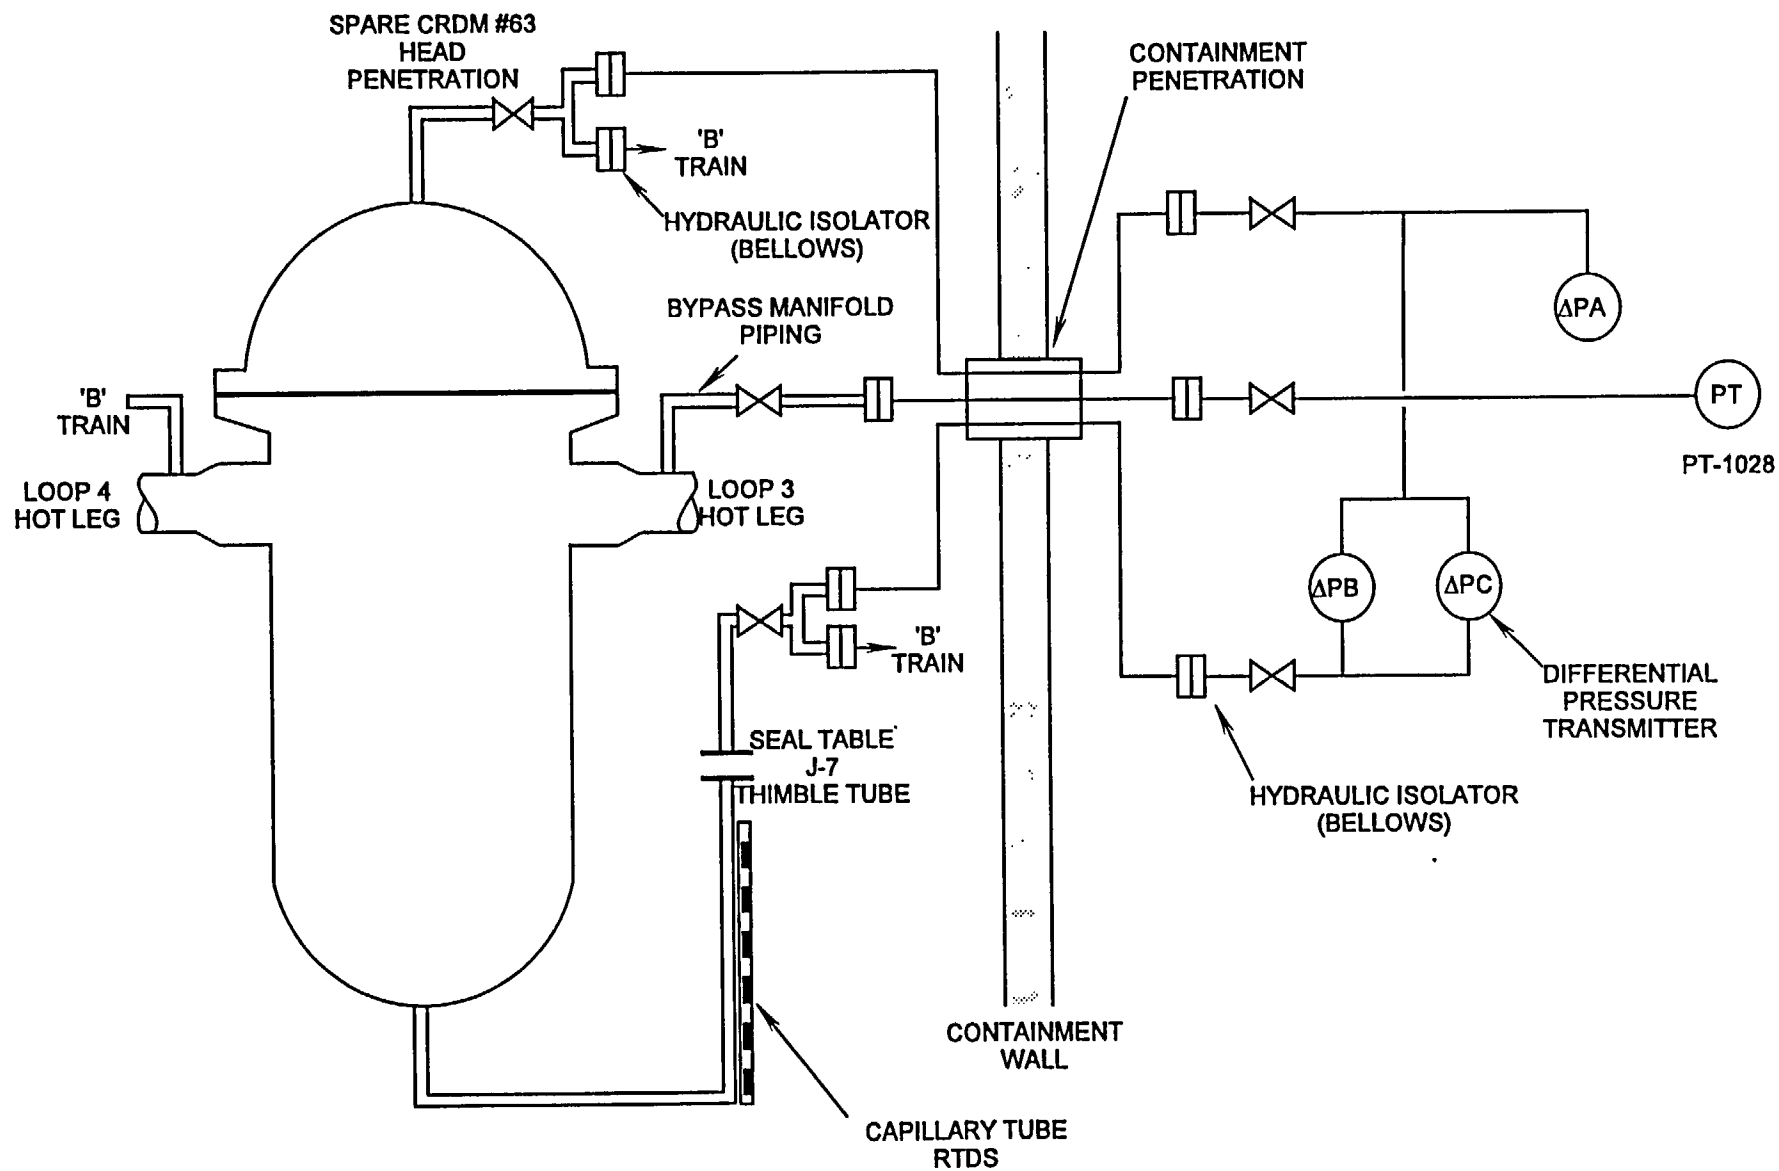 SPARE CRDM #63
HEAD
PENETRATION
'B'
TRAIN
HYDRAULIC ISOLATOR
(BELLOWS)
CONTAINMENT
PENETRATION
BYPASS MANIFOLD
PIPING
'B'
TRAIN
LOOP 4
HOT LEG
LOOP 3
HOT LEG
ΔPA
PT
PT-1028
ΔPB
ΔPC
'B'
TRAIN
DIFFERENTIAL
PRESSURE
TRANSMITTER
SEAL TABLE
J-7
THIMBLE TUBE
HYDRAULIC ISOLATOR
(BELLOWS)
CONTAINMENT
WALL
CAPILLARY TUBE
RTDS